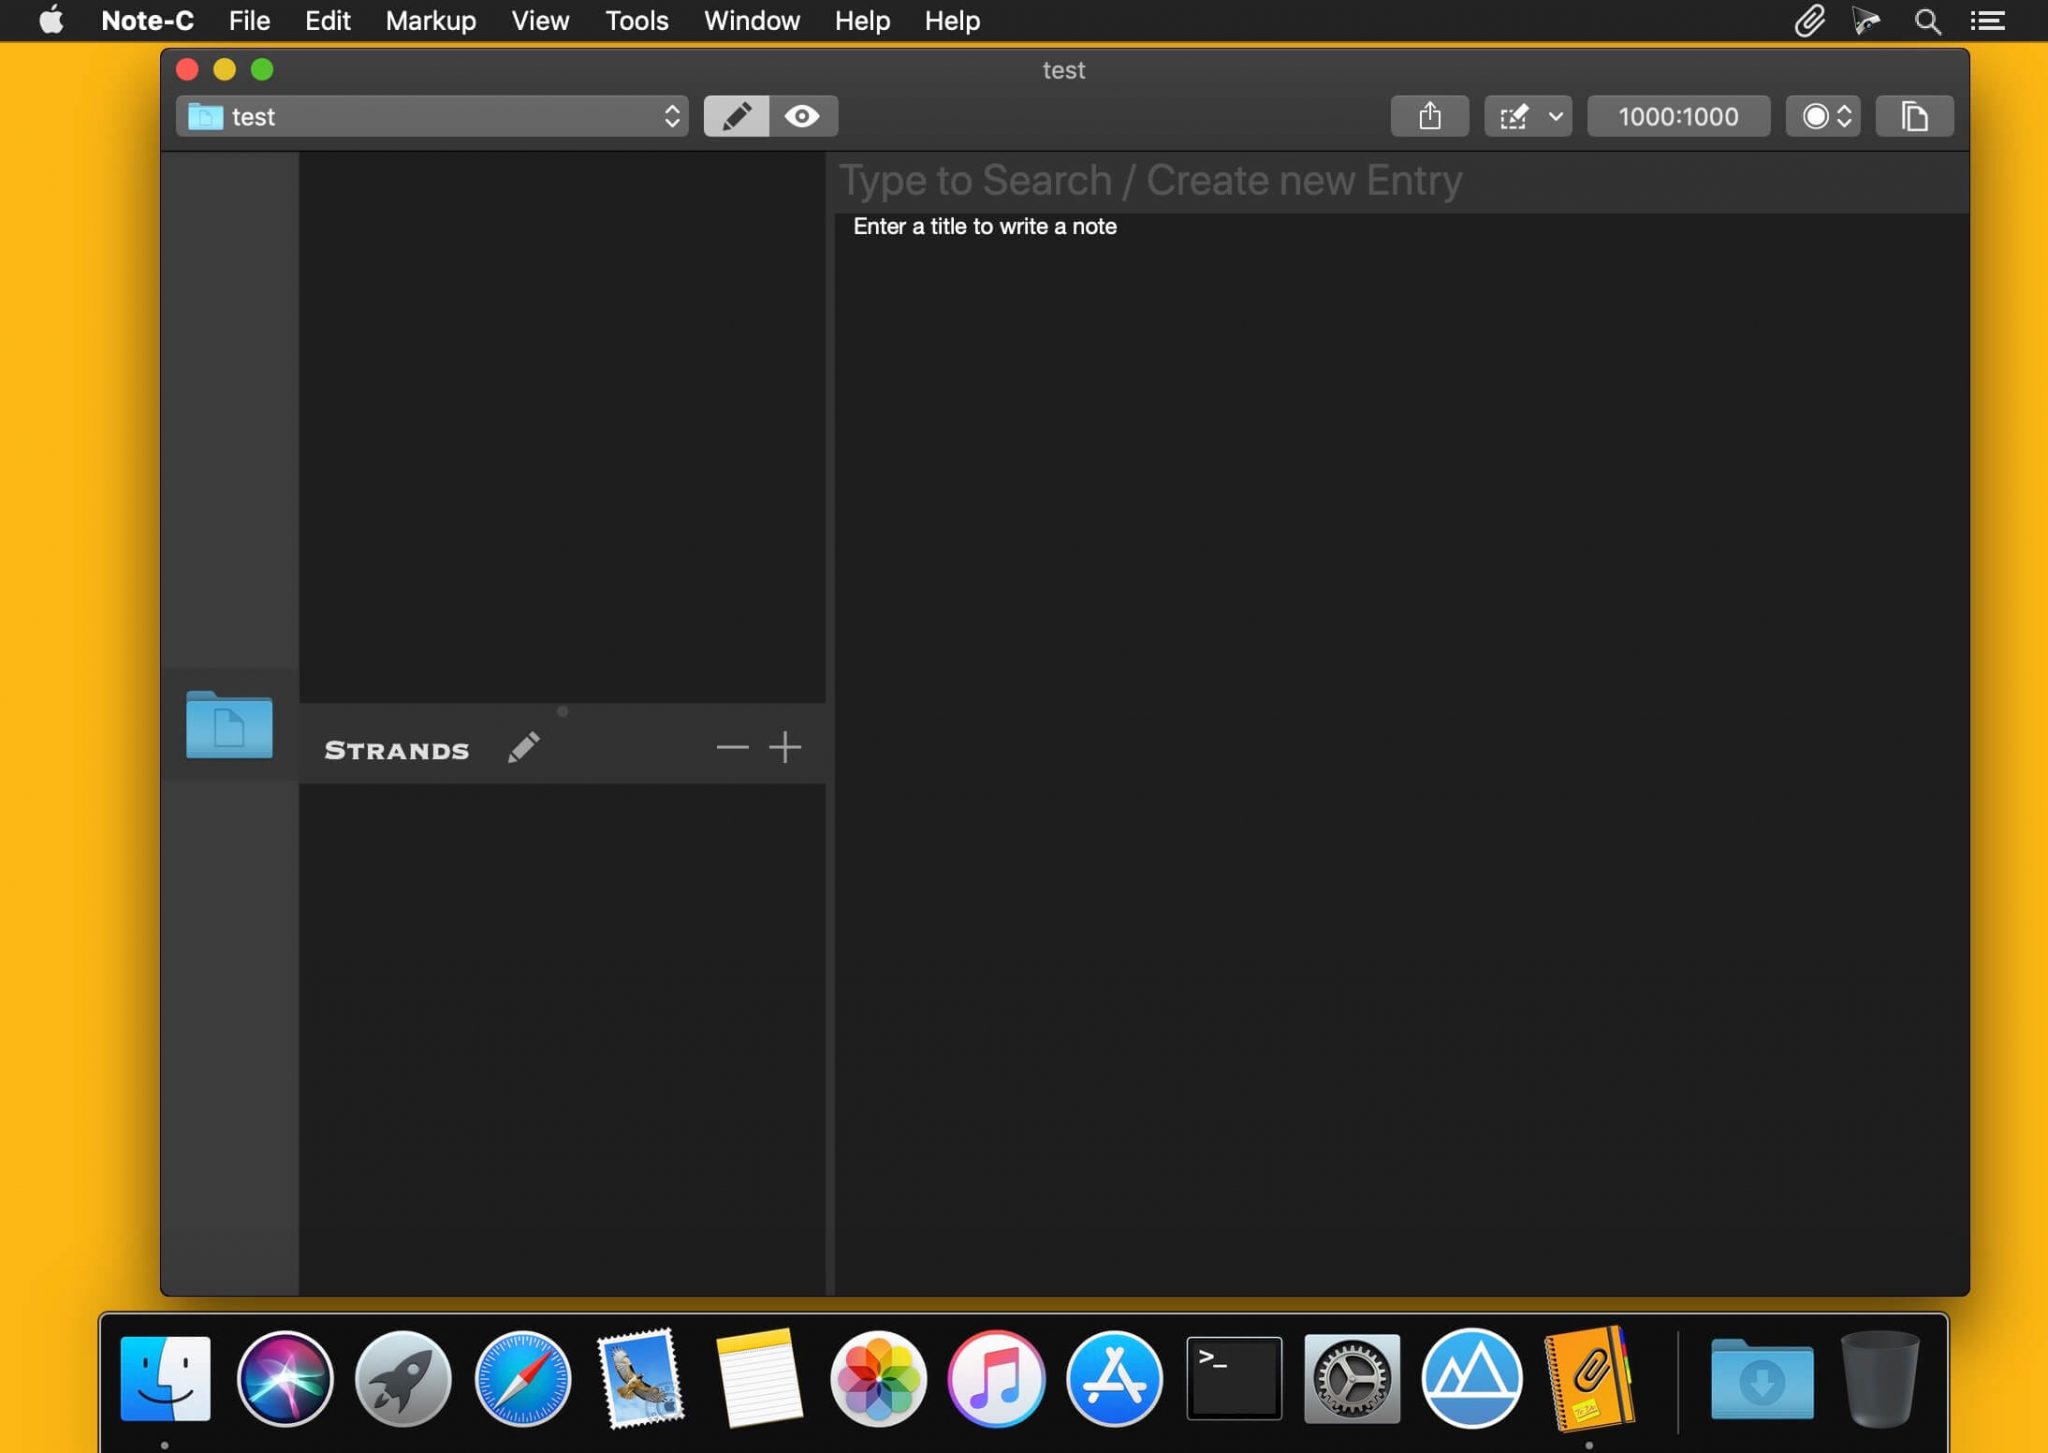 Note-C File Edit Markup View Tools Window Help Help
test
test
1000:1000
Type to Search / Create new Entry
Enter a title to write a note
STRANDS
>_